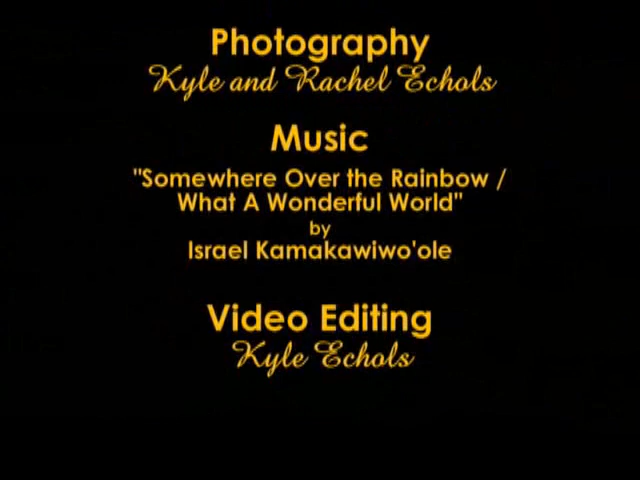 Photography
Kyle and Rachel Echols
Music
"Somewhere Over the Rainbow /
What A Wonderful World"
by
Israel Kamakawiwo'ole
Video Editing
Kyle Echols